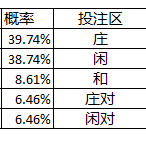 概率 投注区
39.74% 庄
38.74% 闲
8.61% 和
6.46% 庄对
6.46% 闲对